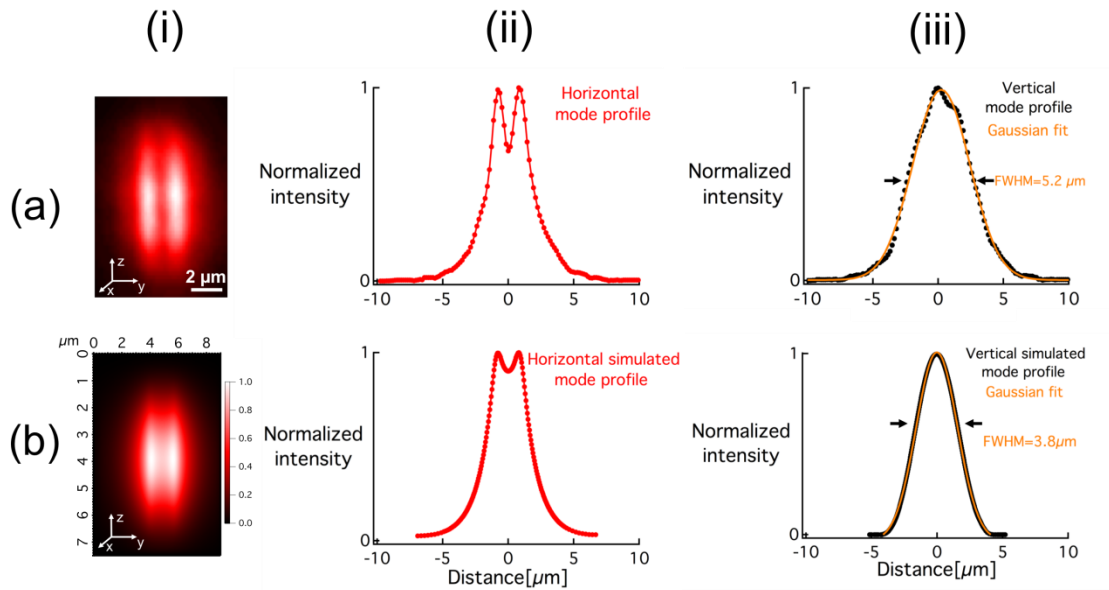 (i)
(ii)
(iii)
(a)
z
x
y
2 μm
1
Normalized
intensity
0
Horizontal
mode profile
-10
-5
0
5
10
1
Normalized
intensity
0
Vertical
mode profile
Gaussian fit
FWHM=5.2 μm
-10
-5
0
5
10
(b)
μm
0
2
4
6
8
0
1
2
3
4
5
6
7
1.0
0.8
0.6
0.4
0.2
0.0
z
x
y
1
Normalized
intensity
0
Horizontal simulated
mode profile
-10
-5
0
5
10
Distance[μm]
1
Normalized
intensity
0
Vertical simulated
mode profile
Gaussian fit
FWHM=3.8μm
-10
-5
0
5
10
Distance[μm]